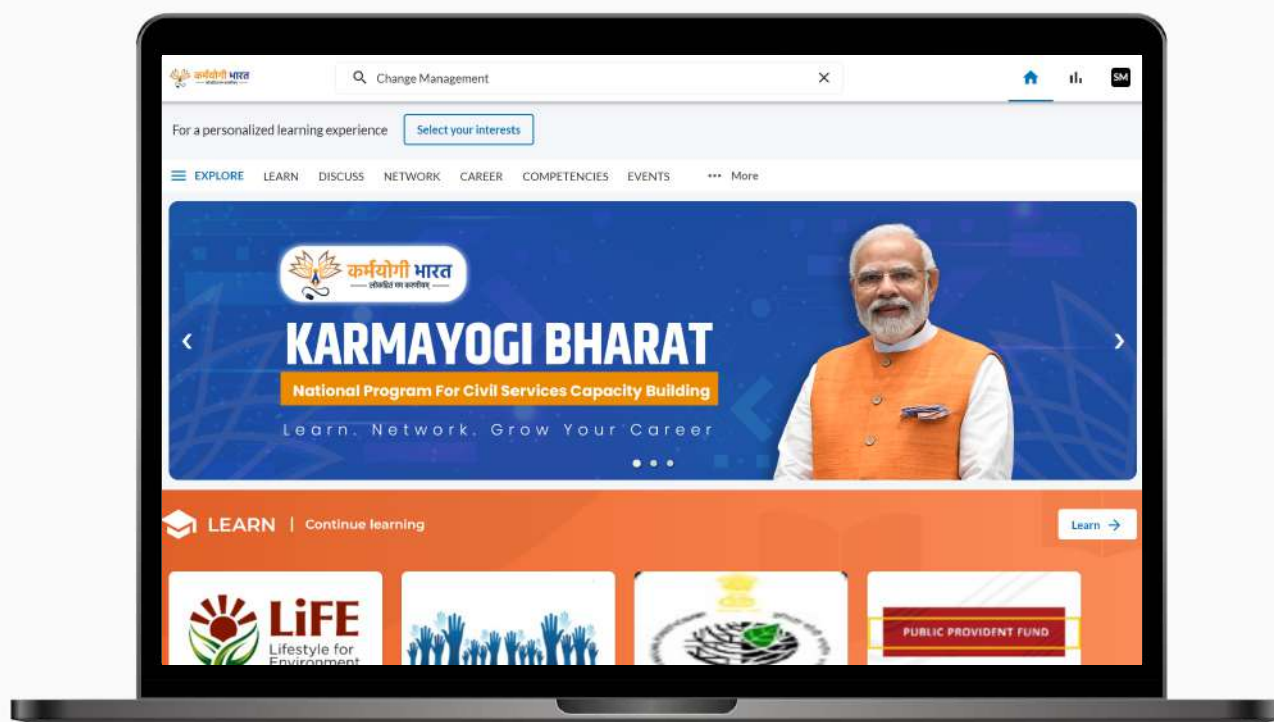 कर्मयोगी भारत
Change Management
SM
For a personalized learning experience
Select your interests
EXPLORE
LEARN
DISCUSS
NETWORK
CAREER
COMPETENCIES
EVENTS
More
कर्मयोगी भारत
KARMAYOGI BHARAT
National Program For Civil Services Capacity Building
Learn. Network. Grow Your Career
LEARN | Continue learning
Learn
LiFE
Lifestyle for
Environment
PUBLIC PROVIDENT FUND